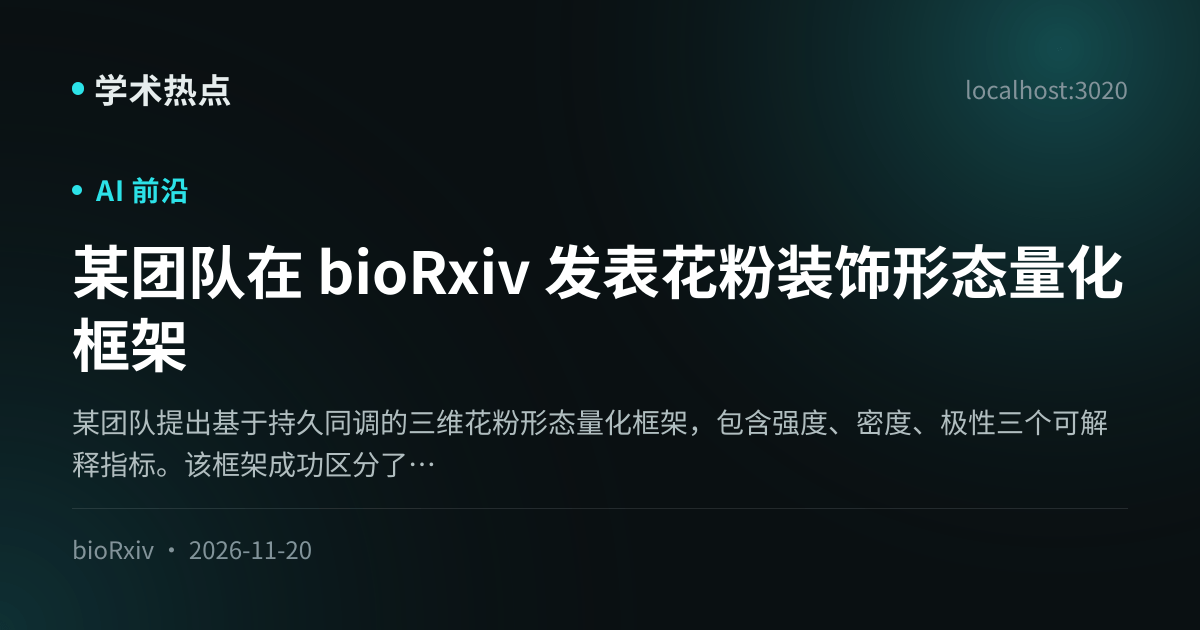 学术热点
localhost:3020
AI 前沿
某团队在 bioRxiv 发表花粉装饰形态量化
框架
某团队提出基于持久同调的三维花粉形态量化框架，包含强度、密度、极性三个可解
释指标。该框架成功区分了…
bioRxiv · 2026-11-20